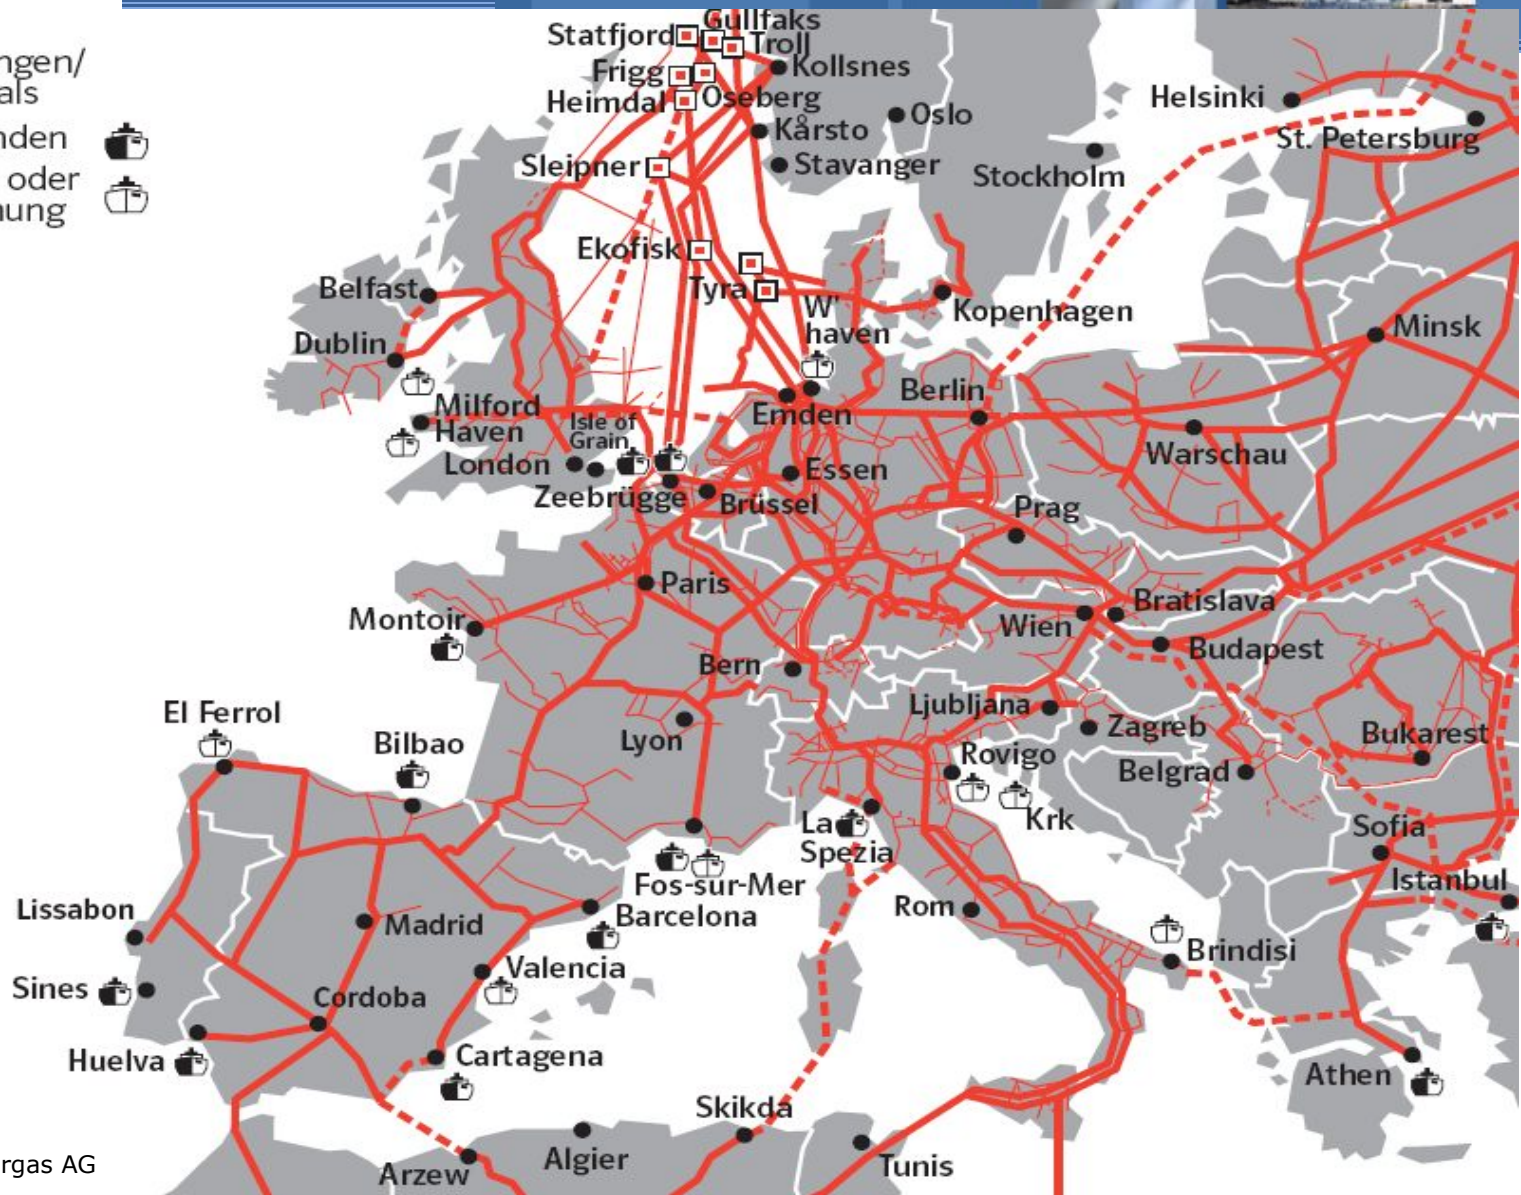 ngen/
als
nden
oder
nung
Statfjord
Gullfaks
Troll
Frigg
Kollsnes
Heimdal
Oseberg
Oslo
Helsinki
Kårsto
St. Petersburg
Sleipner
Stavanger
Stockholm
Ekofisk
Belfast
Tyra
W'
haven
Kopenhagen
Minsk
Dublin
Berlin
Milford
Haven
Isle of
Grain
Emden
Warschau
London
Essen
Zeebrügge
Brüssel
Prag
Paris
Bratislava
Montoir
Wien
Budapest
Bern
El Ferrol
Ljubljana
Zagreb
Bilbao
Lyon
Rovigo
Bukarest
Belgrad
Krk
La
Spezia
Sofia
Fos-sur-Mer
Istanbul
Lissabon
Madrid
Barcelona
Rom
Brindisi
Sines
Valencia
Cordoba
Huelva
Cartagena
Athen
Skikda
Algier
Arzew
Tunis
rgas AG